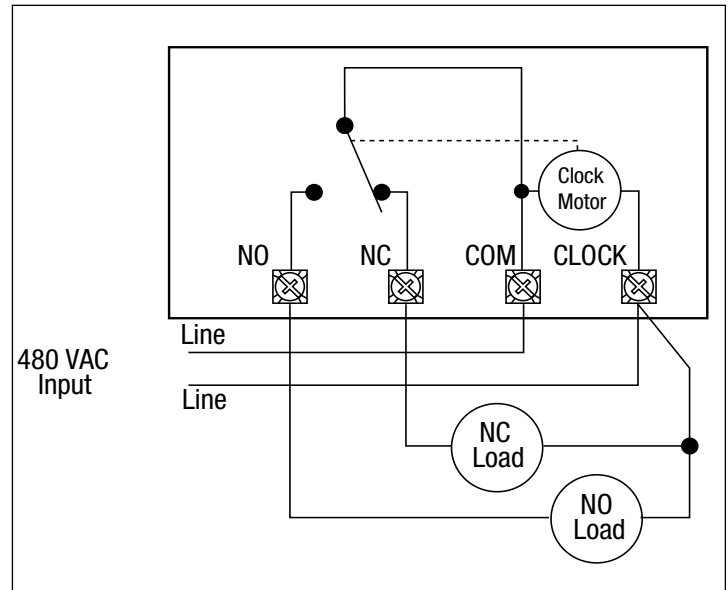 Clock
Motor
NO
NC
COM
CLOCK
Line
480 VAC
Input
Line
NC
Load
NO
Load